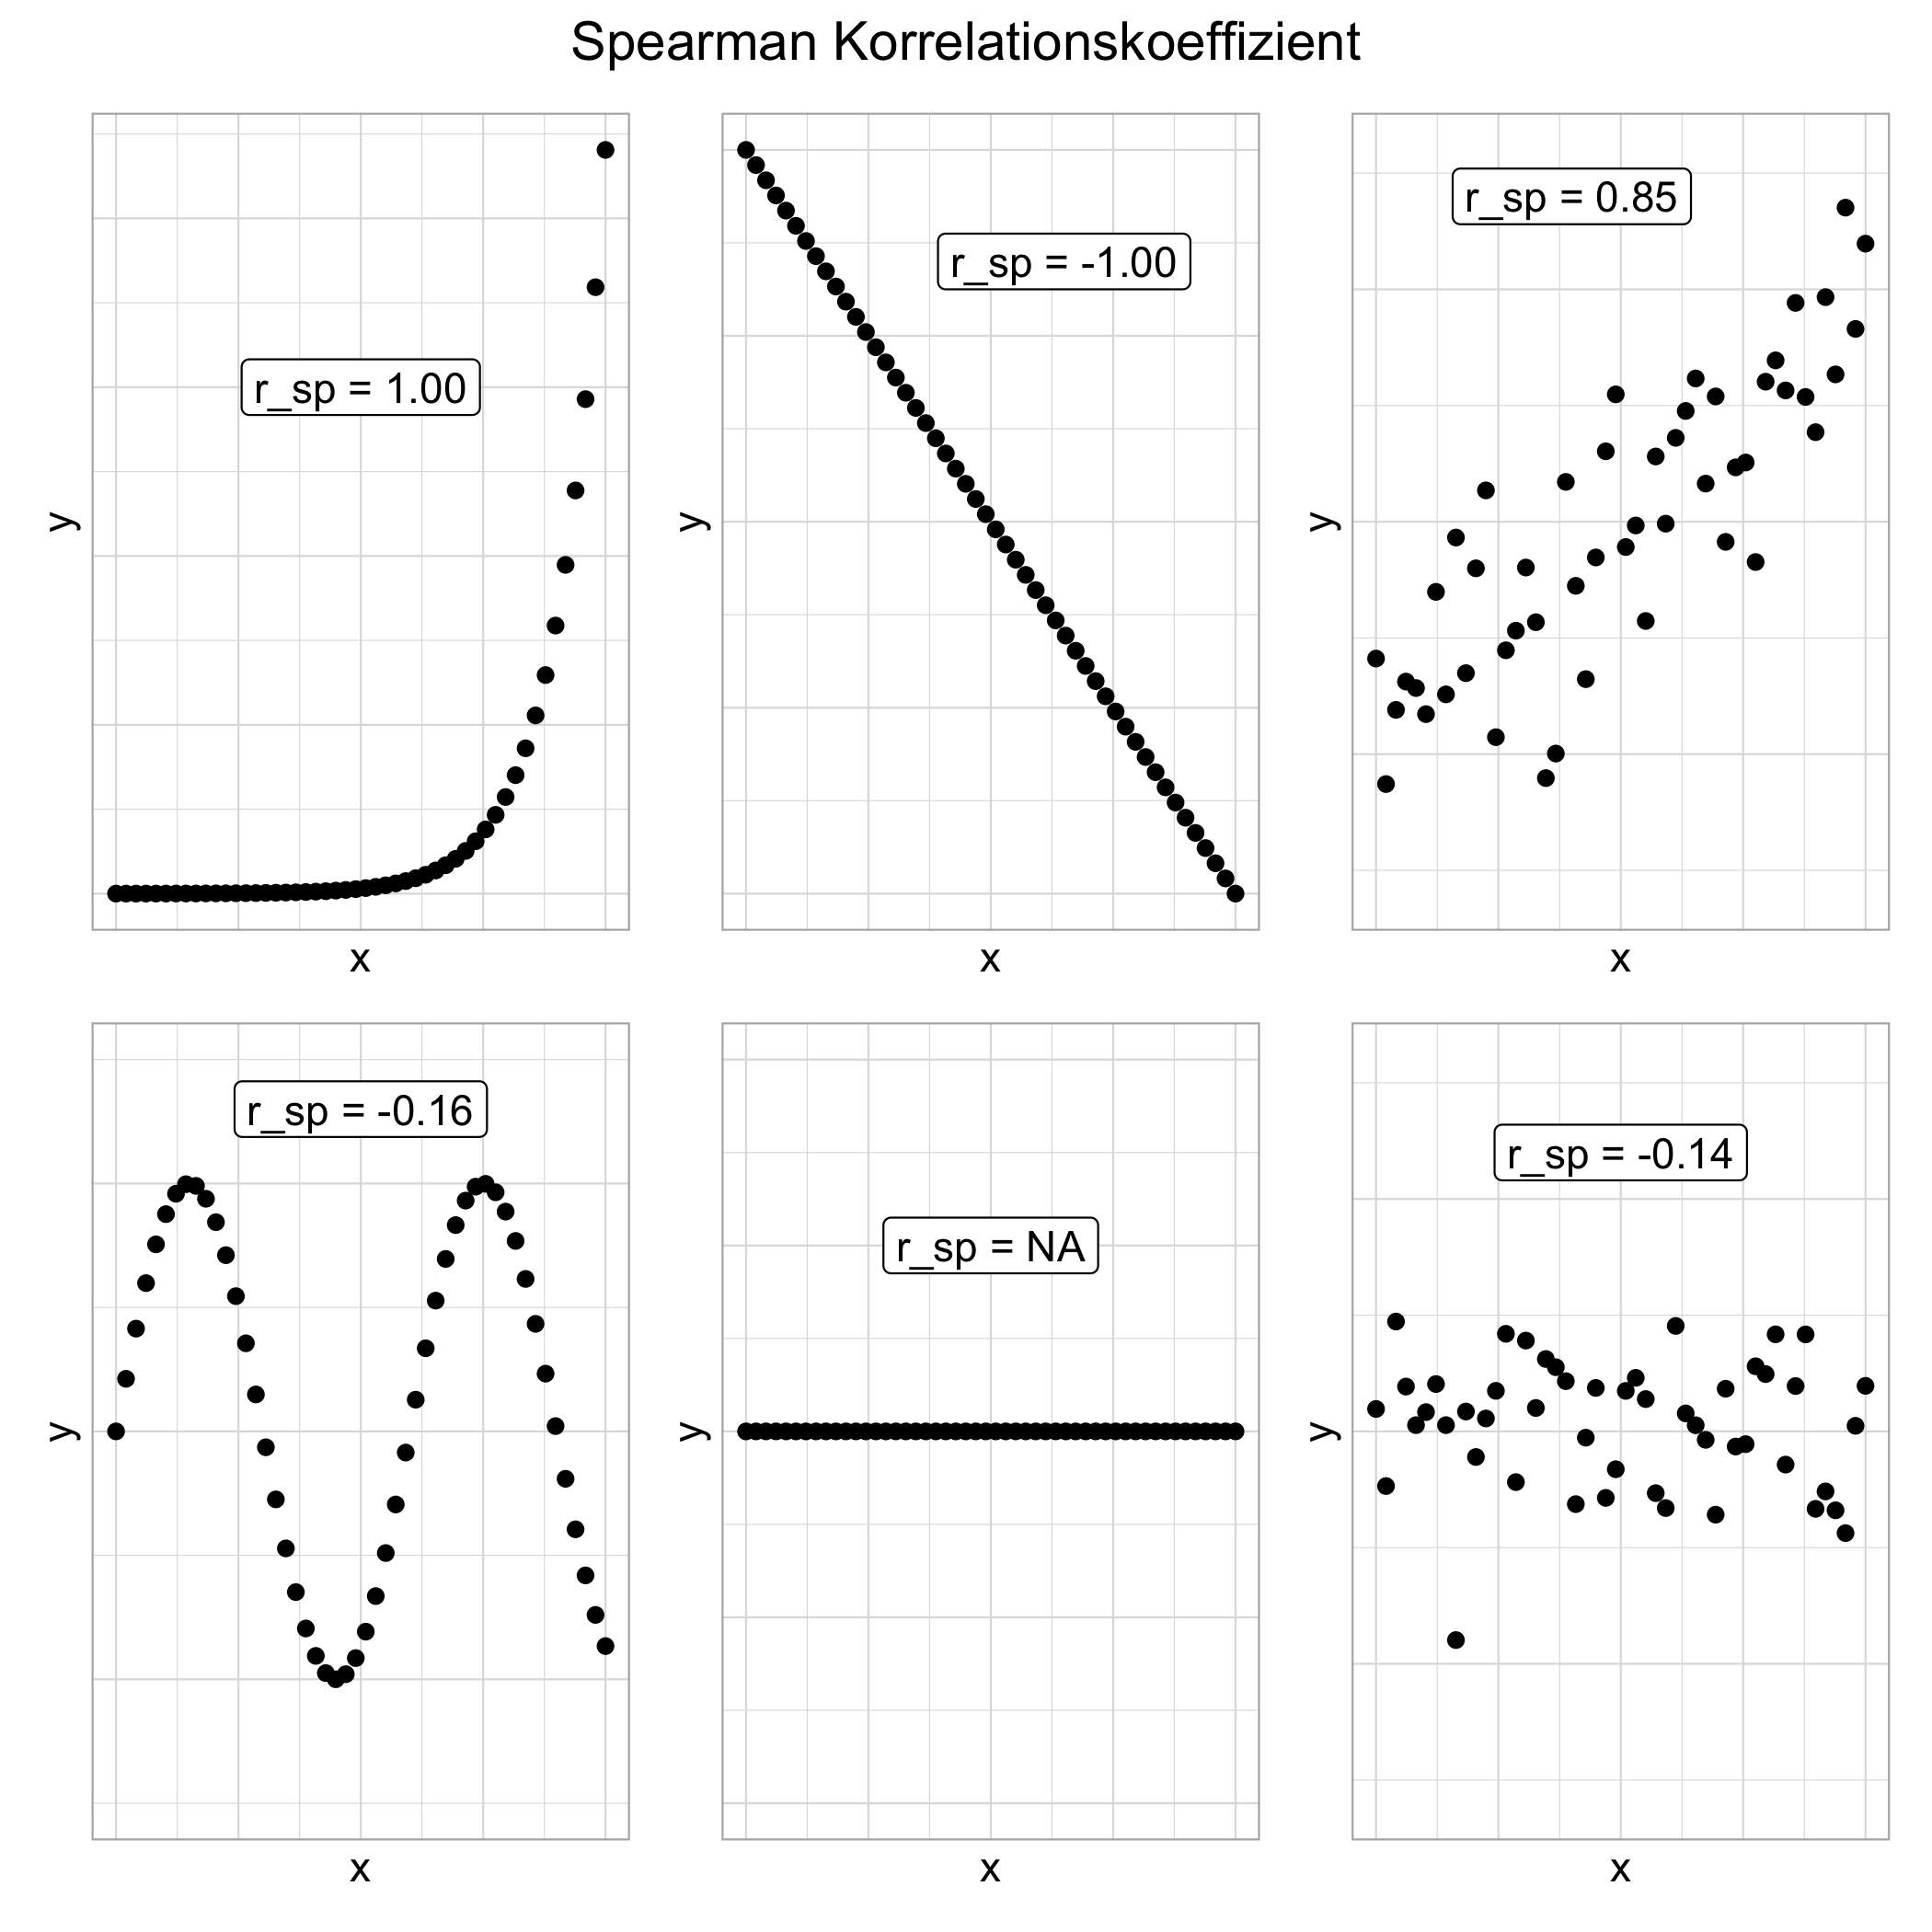 Spearman Korrelationskoeffizient
r_sp = 1.00
y
x
r_sp = -1.00
y
x
r_sp = 0.85
y
x
r_sp = -0.16
y
x
r_sp = NA
y
x
r_sp = -0.14
y
x